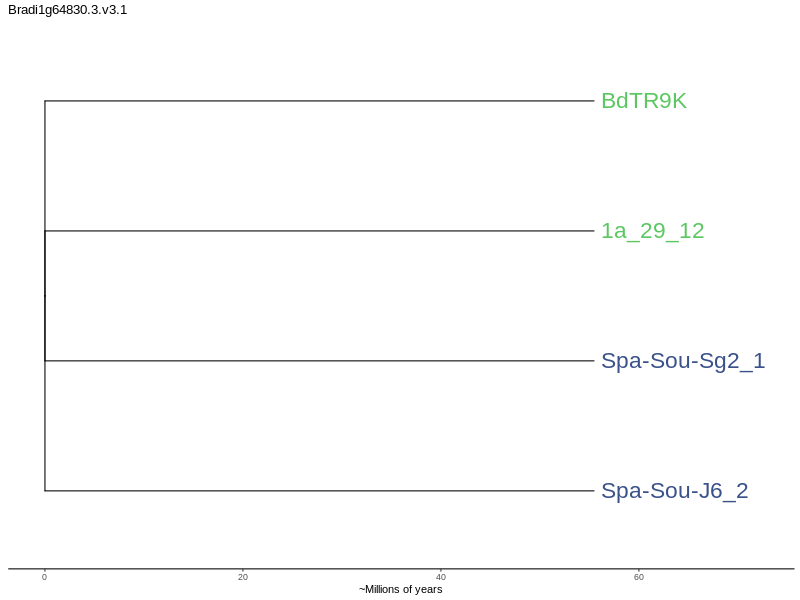 Bradi1g64830.3.v3.1
BdTR9K
1a_29_12
Spa-Sou-Sg2_1
Spa-Sou-J6_2
0 20 40 60
~Millions of years